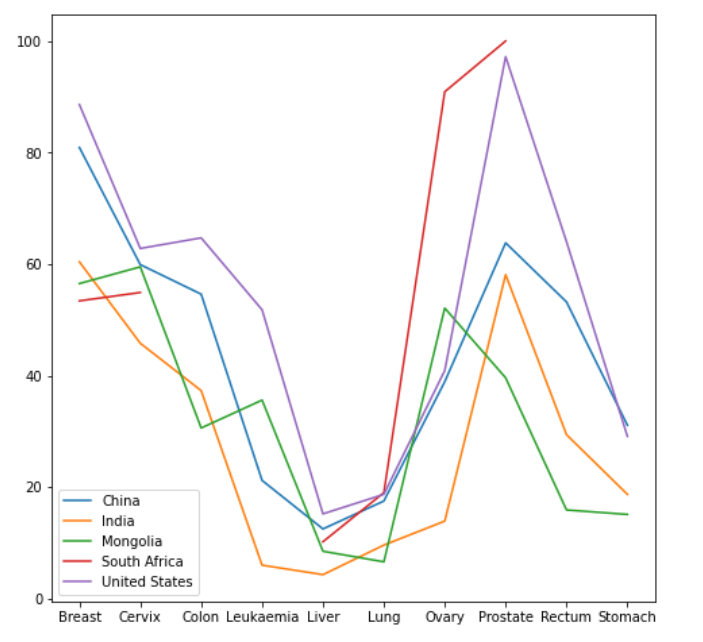 100
80
60
40
20
0
China
India
Mongolia
South Africa
United States
Breast Cervix Colon Leukaemia Liver Lung Ovary Prostate Rectum Stomach